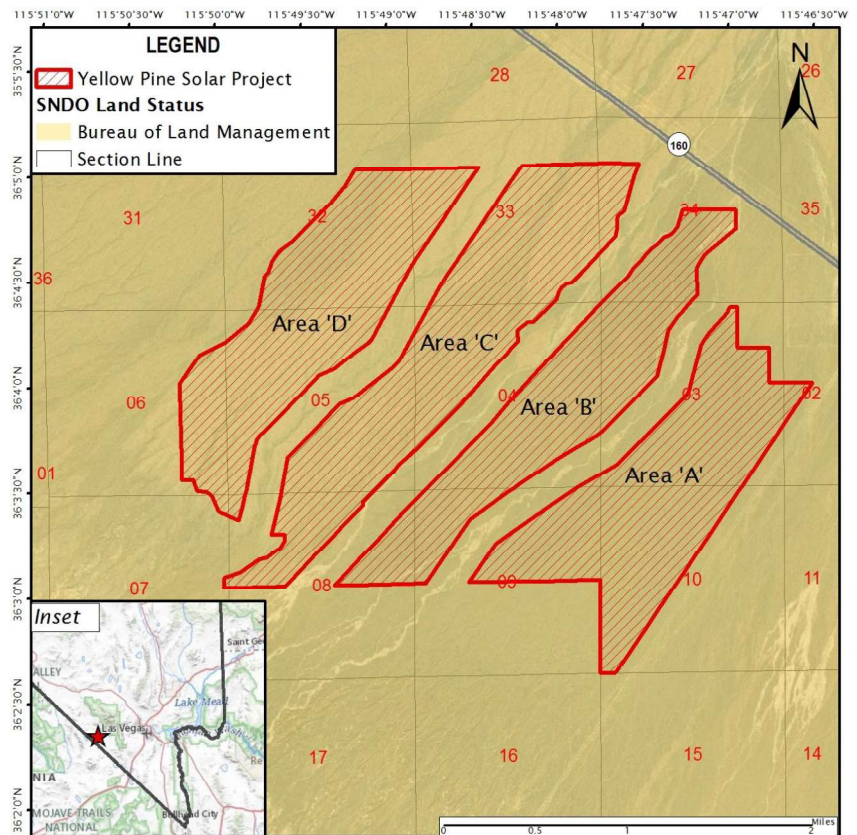 115°51'0"W 115°50'30"W 115°50'0"W 115°49'30"W 115°49'0"W 115°48'30"W 115°48'0"W 115°47'30"W 115°47'0"W 115°46'30"W
LEGEND
Yellow Pine Solar Project
SNDO Land Status
Bureau of Land Management
Section Line
N
28 27 26
160
36°5'30"N
36°5'0"N
36°4'30"N
36°4'0"N
36°3'30"N
36°3'0"N
36°2'30"N
36°2'0"N
31 32 33 34 35
36
Area 'D'
Area 'C'
06 05 04 03 02
Area 'B'
01
Area 'A'
07 08 09 10 11
Inset
ALLEY
Saint Ge
Lake Mead
Las Vegas
NIA
MOJAVE TRAILS
NATIONAL
Bullhead City
17 16 15 14
Miles
0 0.5 1 2